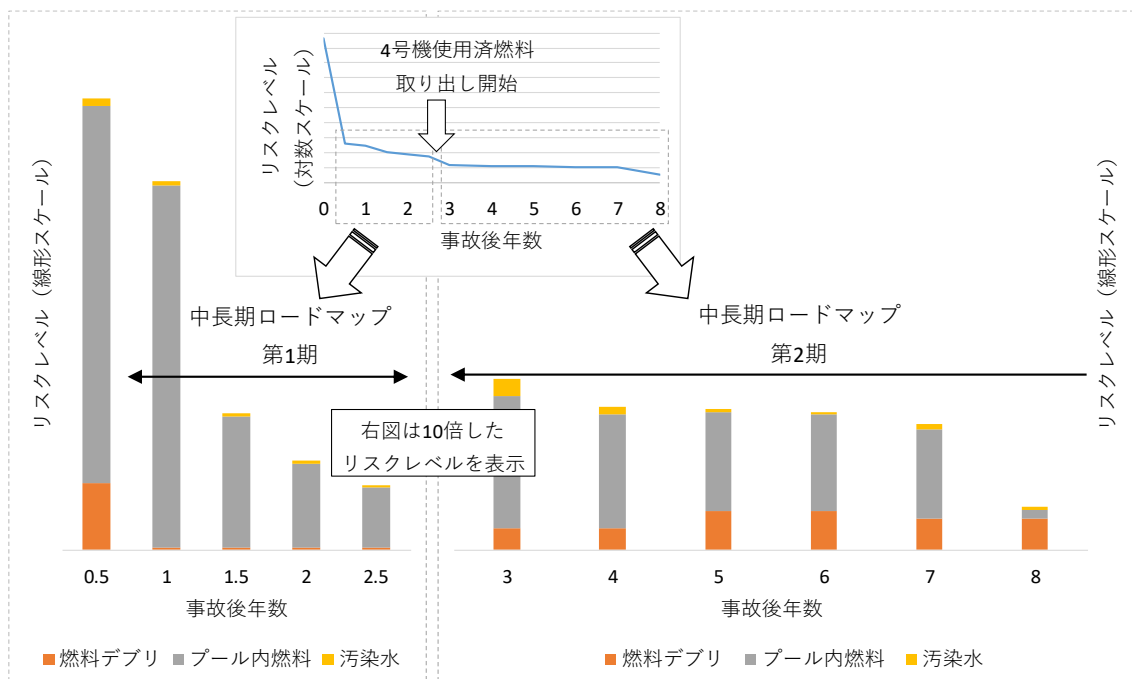 4号機使用済燃料
取り出し開始
リスクレベル
（対数スケール）
0 1 2 3 4 5 6 7 8
事故後年数
リスクレベル（線形スケール）
中長期ロードマップ
第1期
中長期ロードマップ
第2期
リスクレベル（線形スケール）
右図は10倍した
リスクレベルを表示
0.5 1 1.5 2 2.5
事故後年数
燃料デブリ プール内燃料 汚染水
3 4 5 6 7 8
事故後年数
燃料デブリ プール内燃料 汚染水